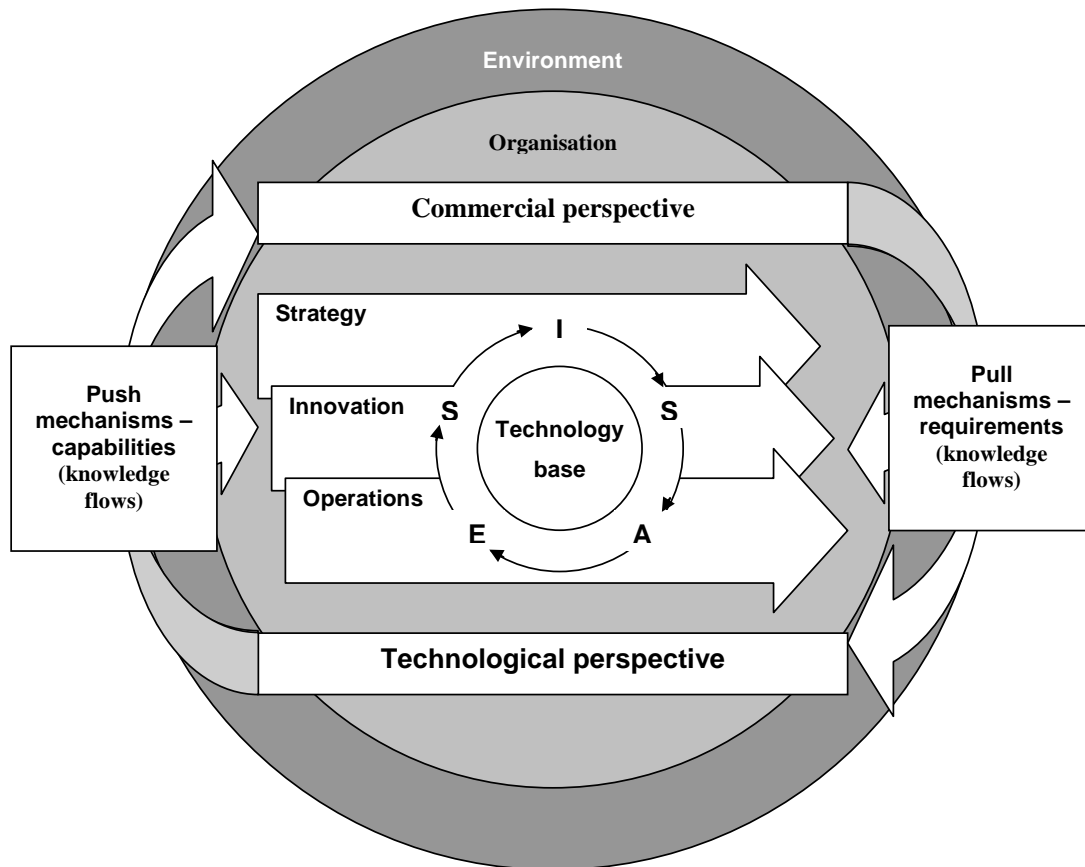 Environment
Organisation
Commercial perspective
Strategy
I
Push
mechanisms –
capabilities
(knowledge
flows)
Innovation
S
S
Technology
base
Pull
mechanisms –
requirements
(knowledge
flows)
Operations
E
A
Technological perspective